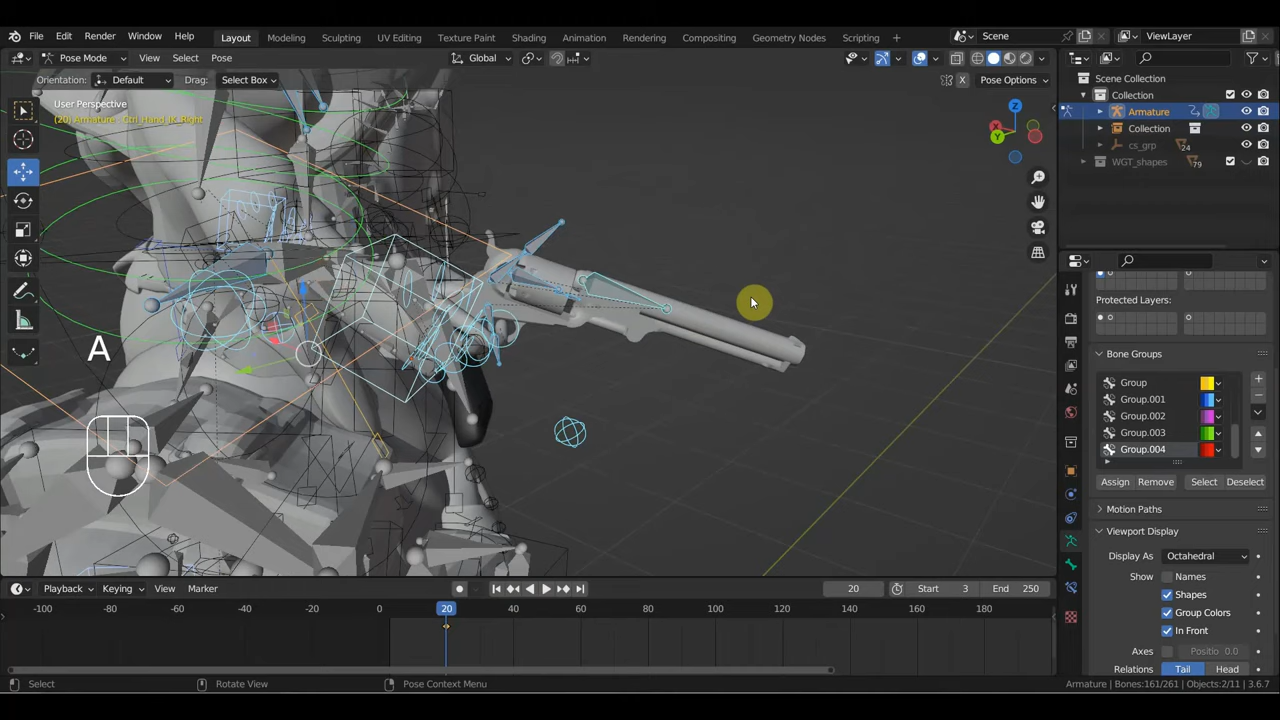 File Edit Render Window Help Layout Modeling Sculpting UV Editing Texture Paint Shading Animation Rendering Compositing Geometry Nodes Scripting + Scene ViewLayer
Pose Mode View Select Pose Global
Orientation: Default Drag: Select Box X Pose Options
User Perspective
(20) Armature : Ctrl_Hand_IK_Right
Z
X
Y
A
Scene Collection
Collection
Armature
Collection
cs_grp 24
WGT_shapes 79
Protected Layers:
Bone Groups
Group
Group.001
Group.002
Group.003
Group.004
Assign Remove Select Deselect
Motion Paths
Viewport Display
Display As Octahedral
Show Names
Shapes
Group Colors
In Front
Axes Positio 0.0
Relations Tail Head
Playback Keying View Marker 20 Start 3 End 250
-100 -80 -60 -40 -20 0 20 40 60 80 100 120 140 160 180
Select Rotate View Pose Context Menu Armature | Bones:161/261 | Objects:2/11 | 3.6.7